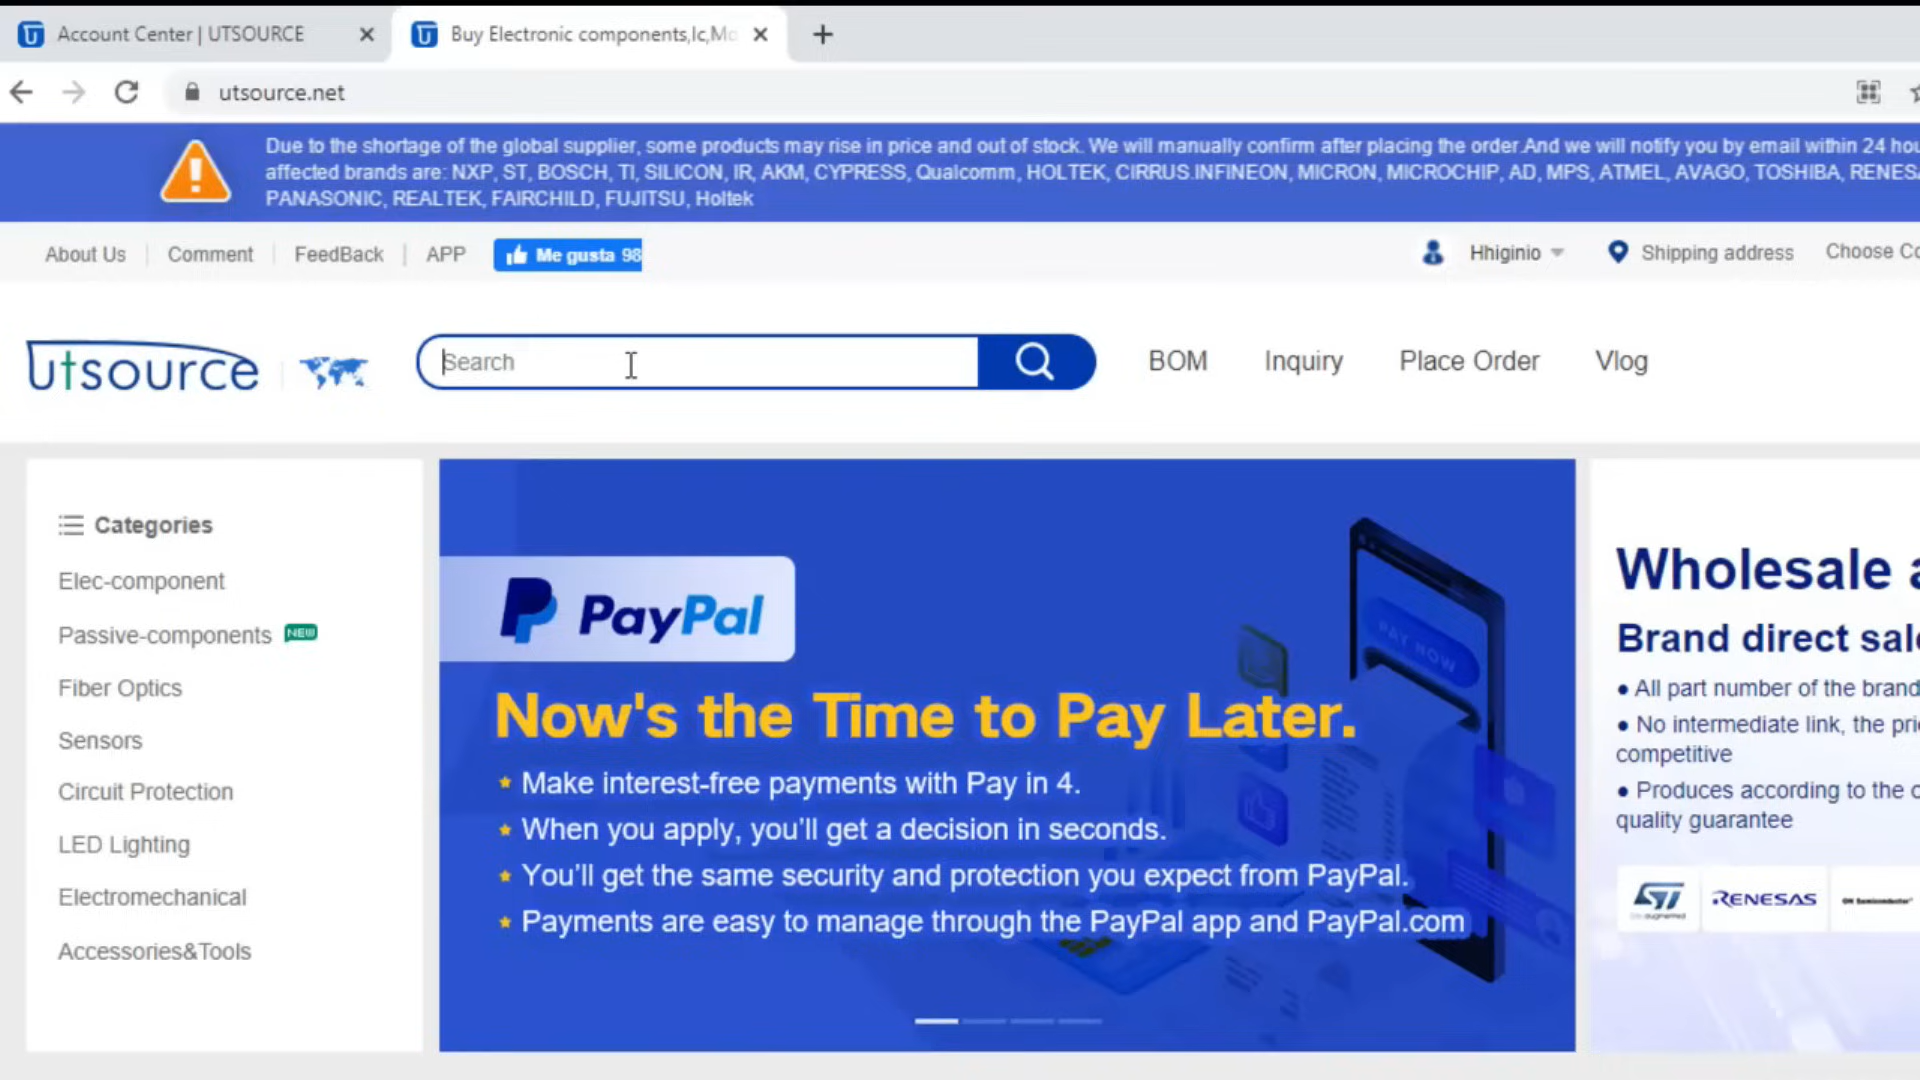 Account Center | UTSOURCE
Buy Electronic components,Ic,Mo
utsource.net
Due to the shortage of the global supplier, some products may rise in price and out of stock. We will manually confirm after placing the order.And we will notify you by email within 24 hou
affected brands are: NXP, ST, BOSCH, TI, SILICON, IR, AKM, CYPRESS, Qualcomm, HOLTEK, CIRRUS.INFINEON, MICRON, MICROCHIP, AD, MPS, ATMEL, AVAGO, TOSHIBA, RENESA
PANASONIC, REALTEK, FAIRCHILD, FUJITSU, Holtek
About Us
Comment
FeedBack
APP
Me gusta 98
Hhiginio
Shipping address
Choose Co
utsource
Search
BOM
Inquiry
Place Order
Vlog
Categories
Elec-component
Passive-components NEW
Fiber Optics
Sensors
Circuit Protection
LED Lighting
Electromechanical
Accessories&Tools
PayPal
PAY NOW
Now's the Time to Pay Later.
Make interest-free payments with Pay in 4.
When you apply, you'll get a decision in seconds.
You'll get the same security and protection you expect from PayPal.
Payments are easy to manage through the PayPal app and PayPal.com
Wholesale a
Brand direct sale
● All part number of the brand
● No intermediate link, the pri
competitive
● Produces according to the o
quality guarantee
ST
RENESAS
ON Semiconductor